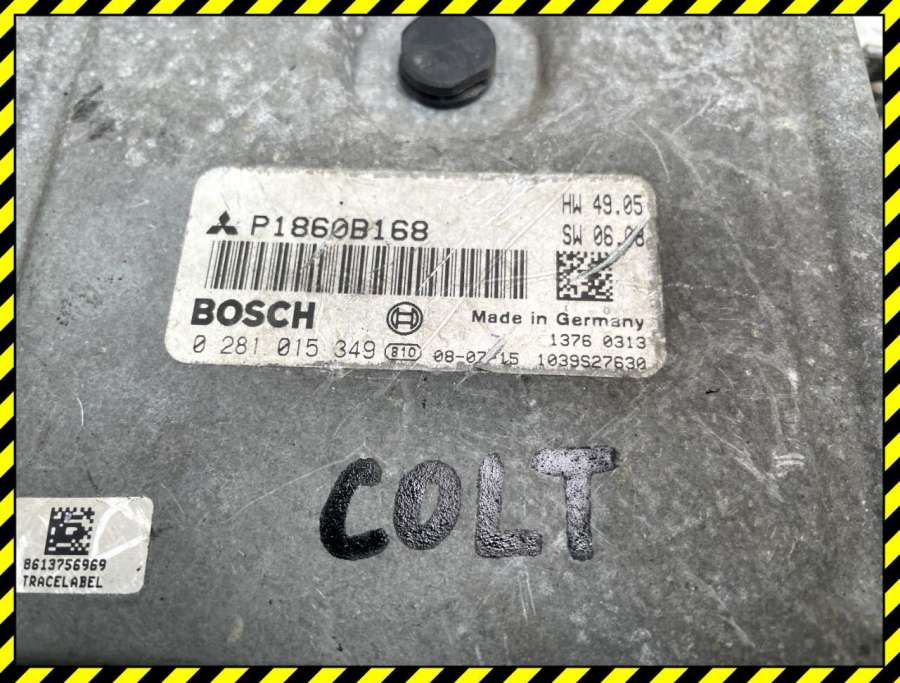 P1860B168
HW 49.05
SW 06.08
BOSCH
Made in Germany
1376 0313
0 281 015 349 810 08-07-15 1039S27630
COLT
8613756969
TRACELABEL